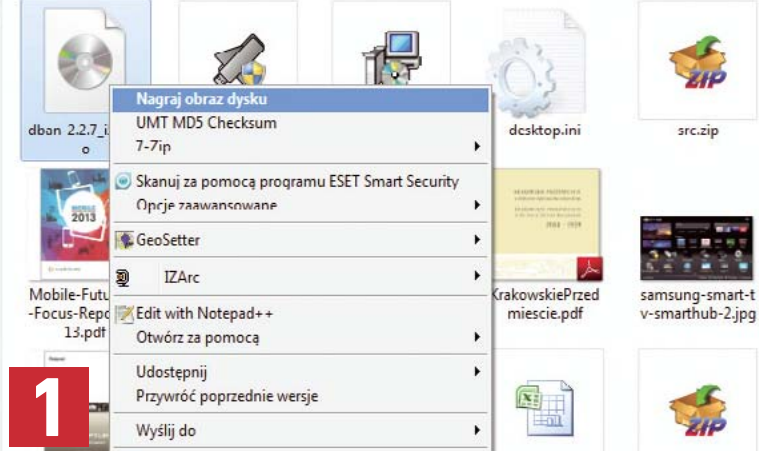 Nagraj obraz dysku
UMT MD5 Checksum
7-Zip
Skanuj za pomocą programu ESET Smart Security
Opcje zaawansowane
GeoSetter
IZArc
Edit with Notepad++
Otwórz za pomocą
Udostępnij
Przywróć poprzednie wersje
Wyślij do
dban 2.2.7_i
o
desktop.ini
src.zip
ZIP
MOBILE
2013
Mobile-Futu
-Focus-Repo
13.pdf
KrakowskiePrzed
miescie.pdf
samsung-smart-t
v-smarthub-2.jpg
ZIP
1